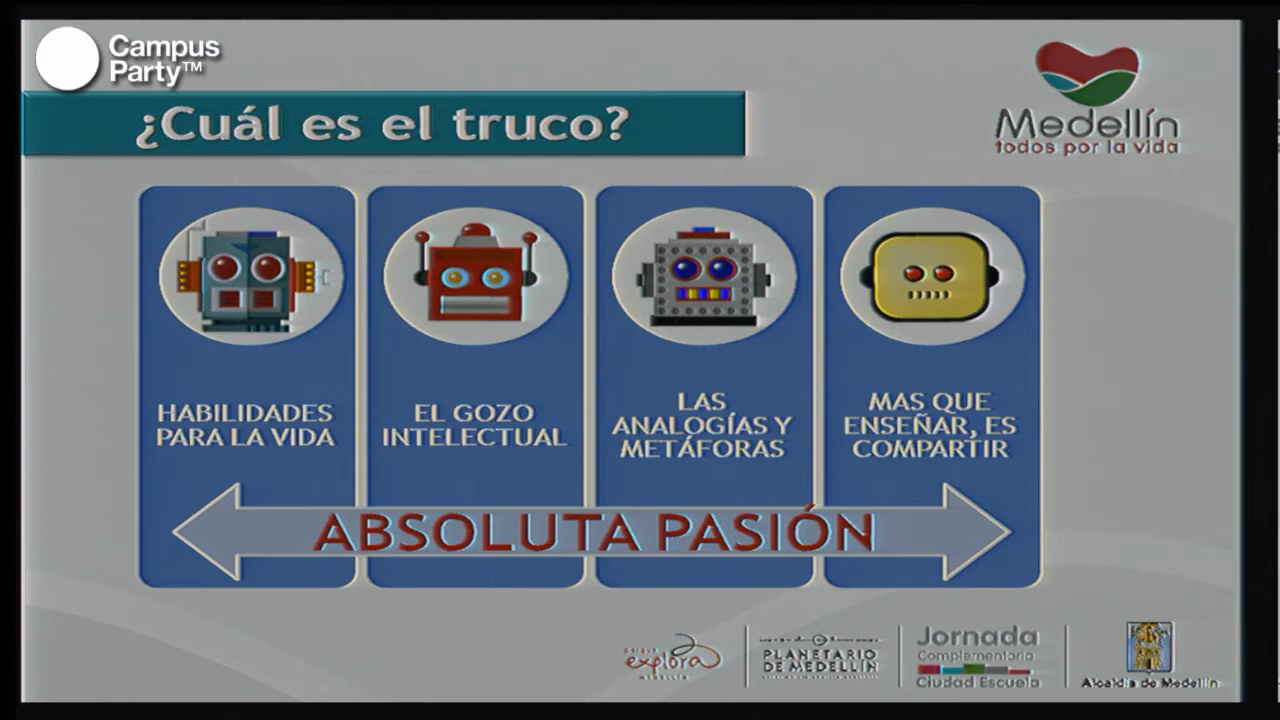 Campus
Party™
¿Cuál es el truco?
Medellín
todos por la vida
HABILIDADES
PARA LA VIDA
EL GOZO
INTELECTUAL
LAS
ANALOGÍAS Y
METÁFORAS
MAS QUE
ENSEÑAR, ES
COMPARTIR
ABSOLUTA PASIÓN
parque
explora
MEDELLÍN
PLANETARIO
DE MEDELLÍN
Jornada
Complementaria
Ciudad Escuela
Alcaldía de Medellín